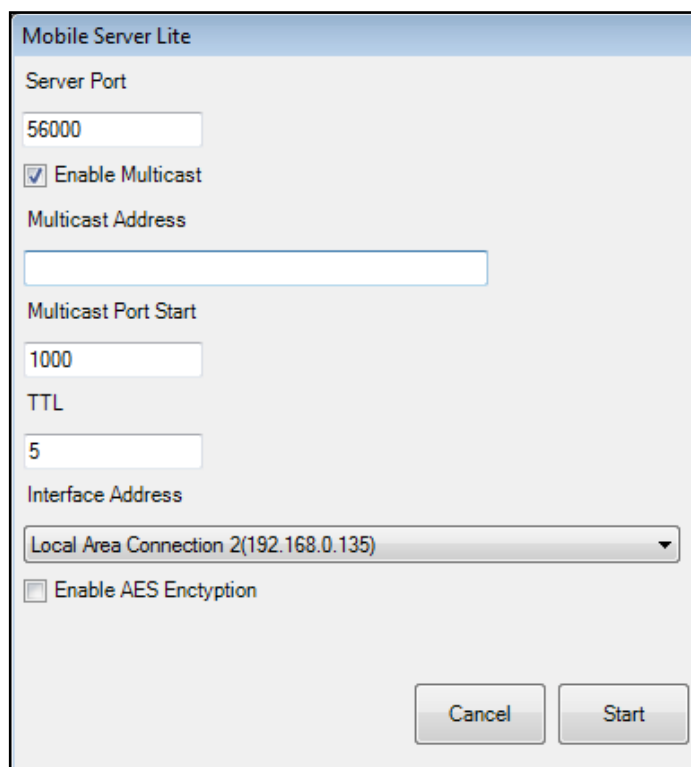 Mobile Server Lite
Server Port
56000
Enable Multicast
Multicast Address
Multicast Port Start
1000
TTL
5
Interface Address
Local Area Connection 2(192.168.0.135)
Enable AES Enctyption
Cancel
Start